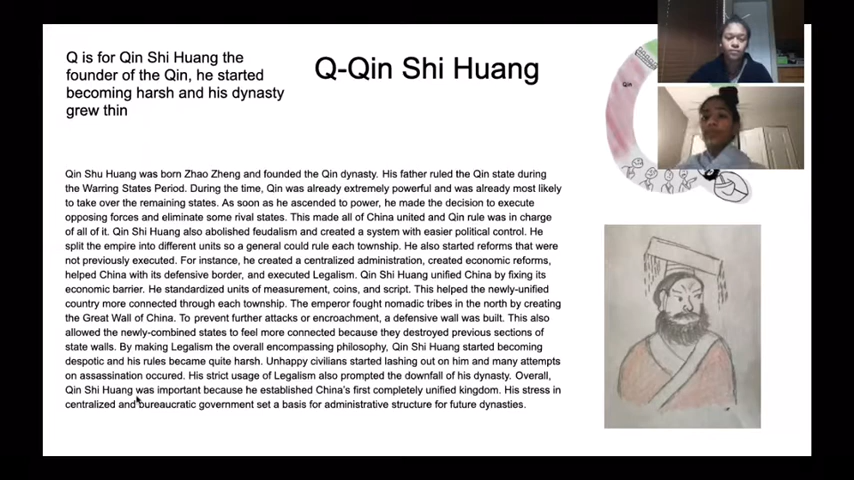 Q is for Qin Shi Huang the
founder of the Qin, he started
becoming harsh and his dynasty
grew thin
Q-Qin Shi Huang
Qin
Qin Shu Huang was born Zhao Zheng and founded the Qin dynasty. His father ruled the Qin state during
the Warring States Period. During the time, Qin was already extremely powerful and was already most likely
to take over the remaining states. As soon as he ascended to power, he made the decision to execute
opposing forces and eliminate some rival states. This made all of China united and Qin rule was in charge
of all of it. Qin Shi Huang also abolished feudalism and created a system with easier political control. He
split the empire into different units so a general could rule each township. He also started reforms that were
not previously executed. For instance, he created a centralized administration, created economic reforms,
helped China with its defensive border, and executed Legalism. Qin Shi Huang unified China by fixing its
economic barrier. He standardized units of measurement, coins, and script. This helped the newly-unified
country more connected through each township. The emperor fought nomadic tribes in the north by creating
the Great Wall of China. To prevent further attacks or encroachment, a defensive wall was built. This also
allowed the newly-combined states to feel more connected because they destroyed previous sections of
state walls. By making Legalism the overall encompassing philosophy, Qin Shi Huang started becoming
despotic and his rules became quite harsh. Unhappy civilians started lashing out on him and many attempts
on assassination occured. His strict usage of Legalism also prompted the downfall of his dynasty. Overall,
Qin Shi Huang was important because he established China's first completely unified kingdom. His stress in
centralized and bureaucratic government set a basis for administrative structure for future dynasties.